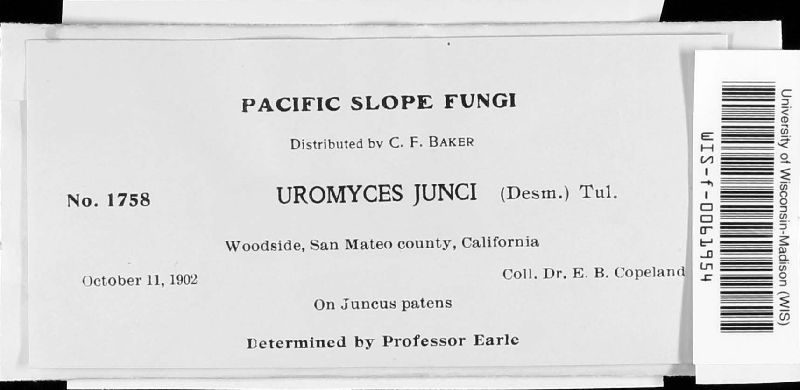 PACIFIC SLOPE FUNGI
Distributed by C. F. BAKER
No. 1758
UROMYCES JUNCI (Desm.) Tul.
Woodside, San Mateo county, California
October 11, 1902
Coll. Dr. E. B. Copeland
On Juncus patens
Determined by Professor Earle
University of Wisconsin-Madison (WIS)
WIS-f-0061954